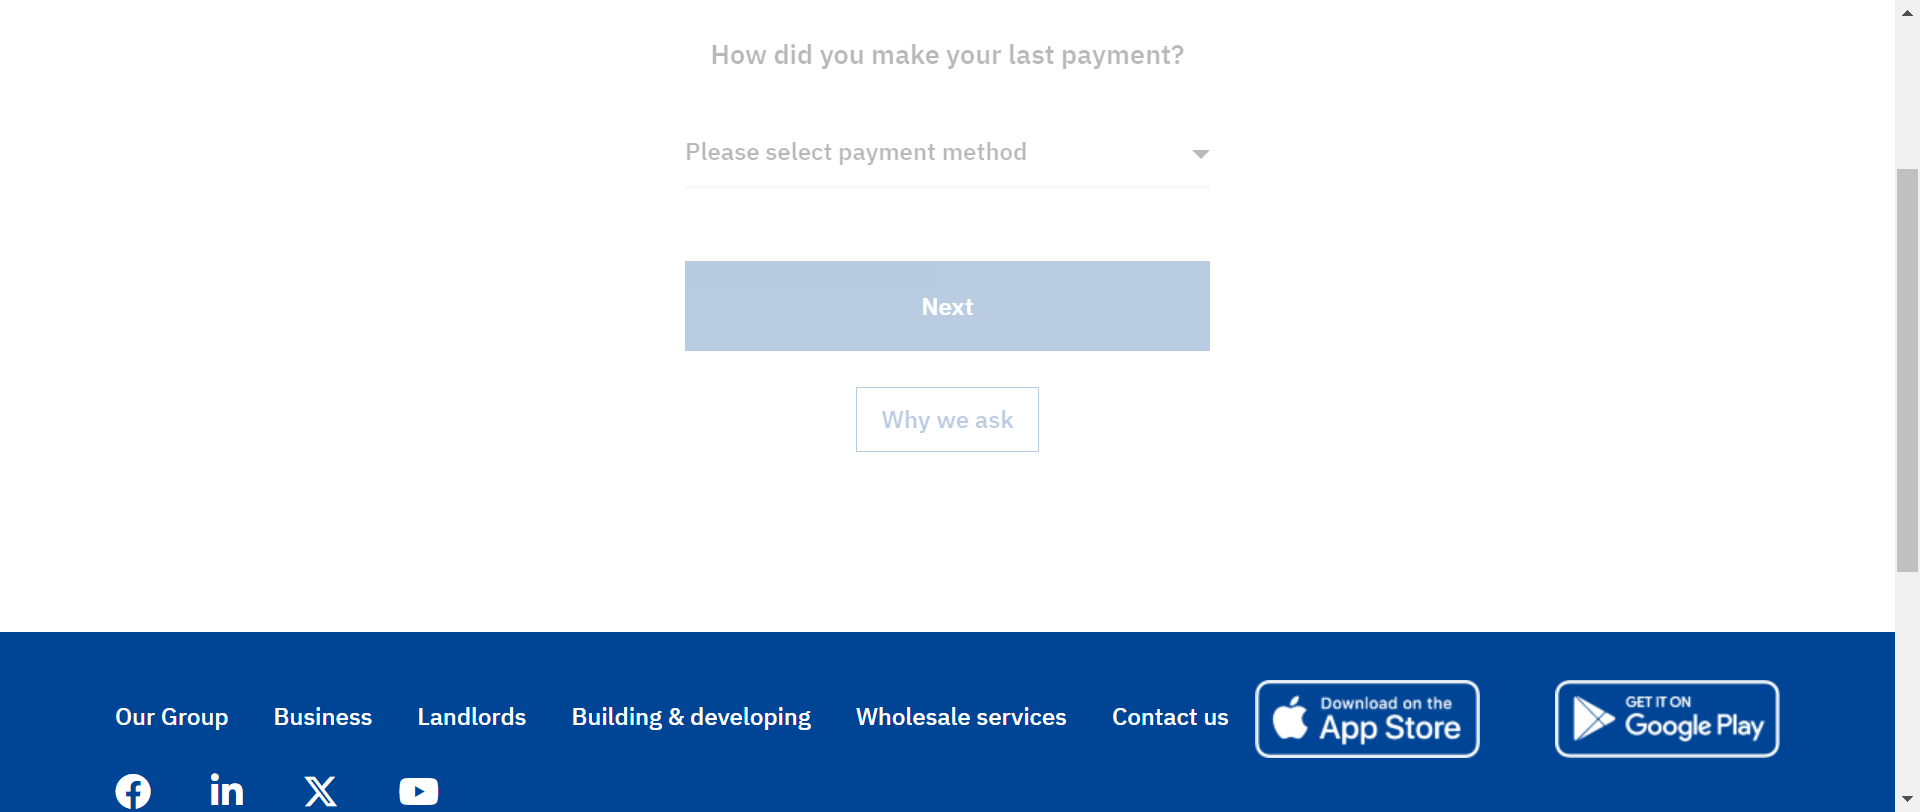 How did you make your last payment?
Please select payment method
Next
Why we ask
Our Group Business Landlords Building & developing Wholesale services Contact us
Download on the
App Store
GET IT ON
Google Play